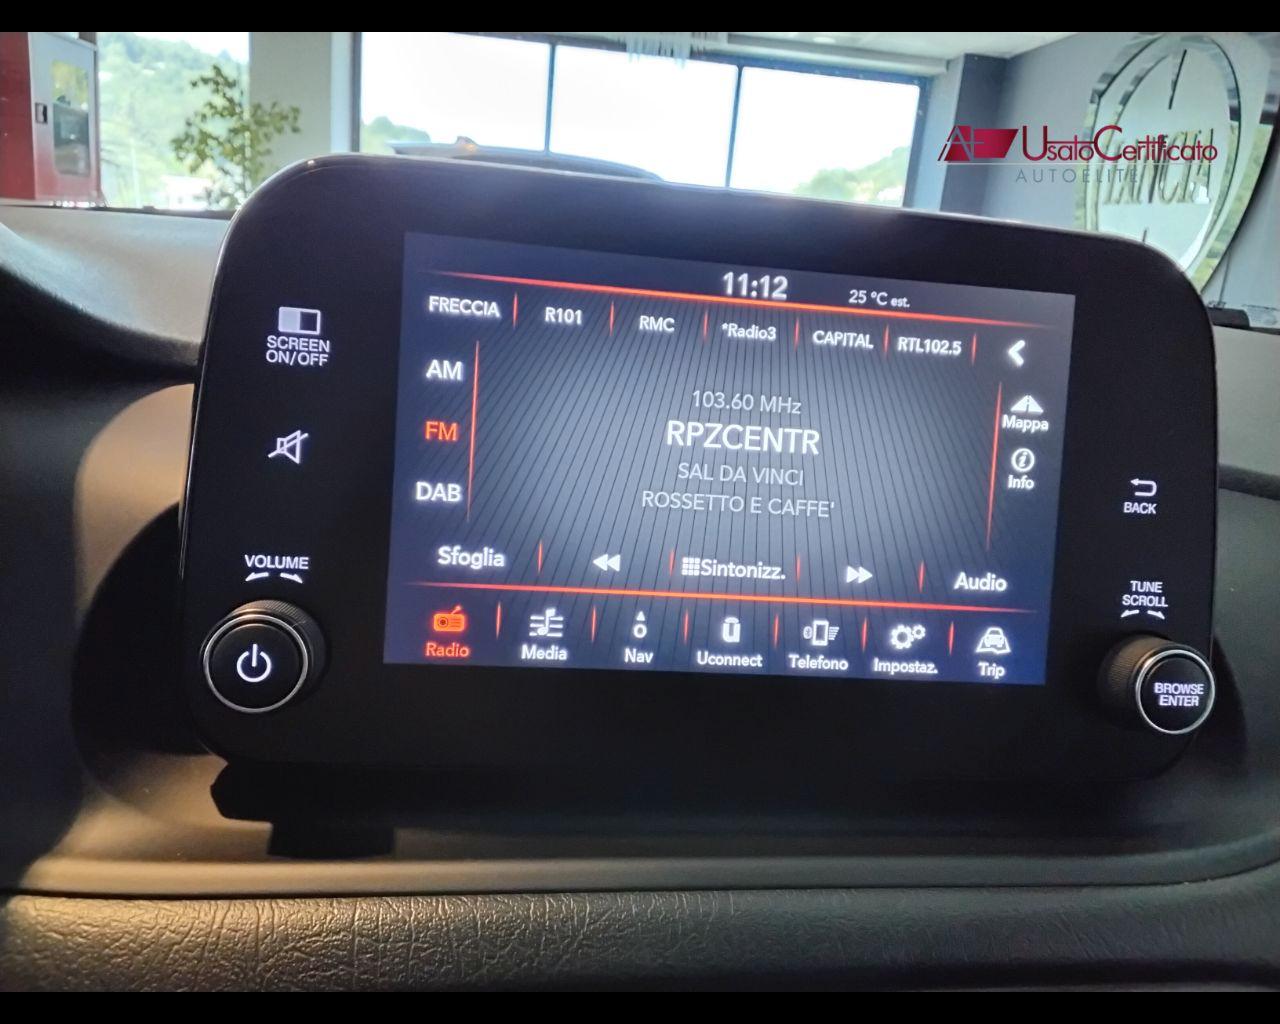 UsatoCertificato
AUTOELITE
11:12
25 °C est.
FRECCIA
R101
RMC
*Radio3
CAPITAL
RTL102.5
SCREEN
ON/OFF
AM
FM
DAB
103.60 MHz
RPZCENTR
SAL DA VINCI
ROSSETTO E CAFFE'
Mappa
Info
BACK
VOLUME
Sfoglia
Sintonizz.
Audio
TUNE
SCROLL
Radio
Media
Nav
Uconnect
Telefono
Impostaz.
Trip
BROWSE
ENTER